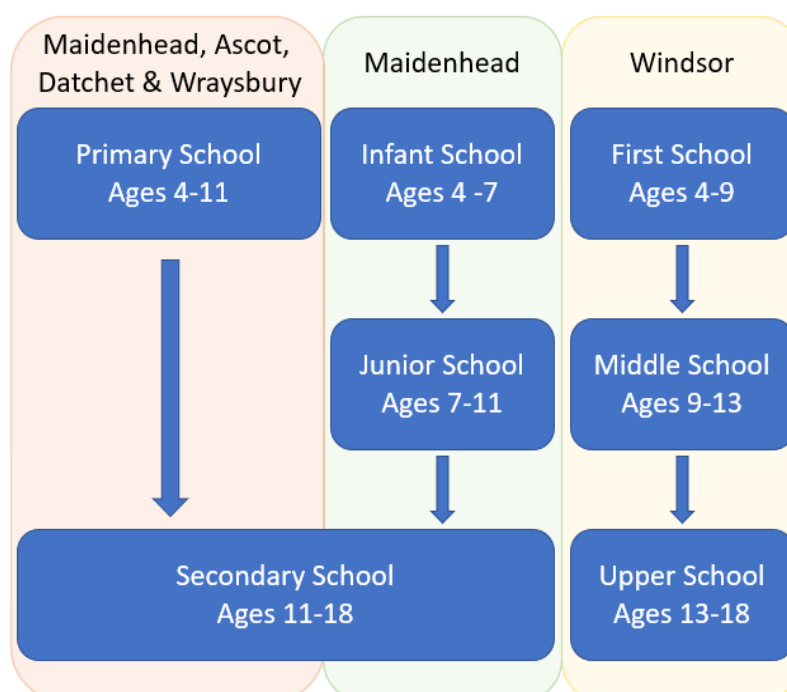 Maidenhead, Ascot,
Datchet & Wraysbury
Maidenhead
Windsor
Primary School
Ages 4-11
Infant School
Ages 4 -7
First School
Ages 4-9
Junior School
Ages 7-11
Middle School
Ages 9-13
Secondary School
Ages 11-18
Upper School
Ages 13-18